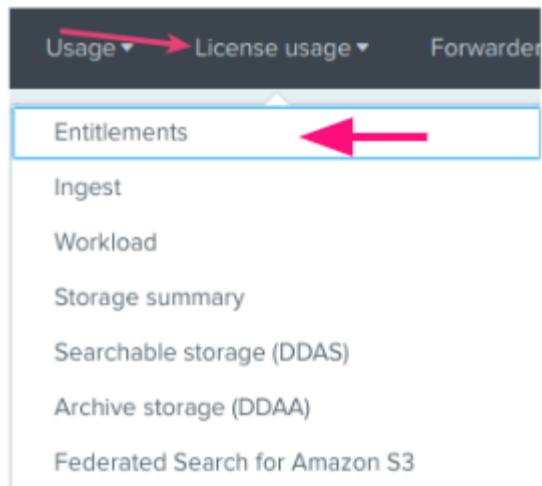 Usage ▾ License usage ▾ Forwarder
Entitlements
Ingest
Workload
Storage summary
Searchable storage (DDAS)
Archive storage (DDAA)
Federated Search for Amazon S3